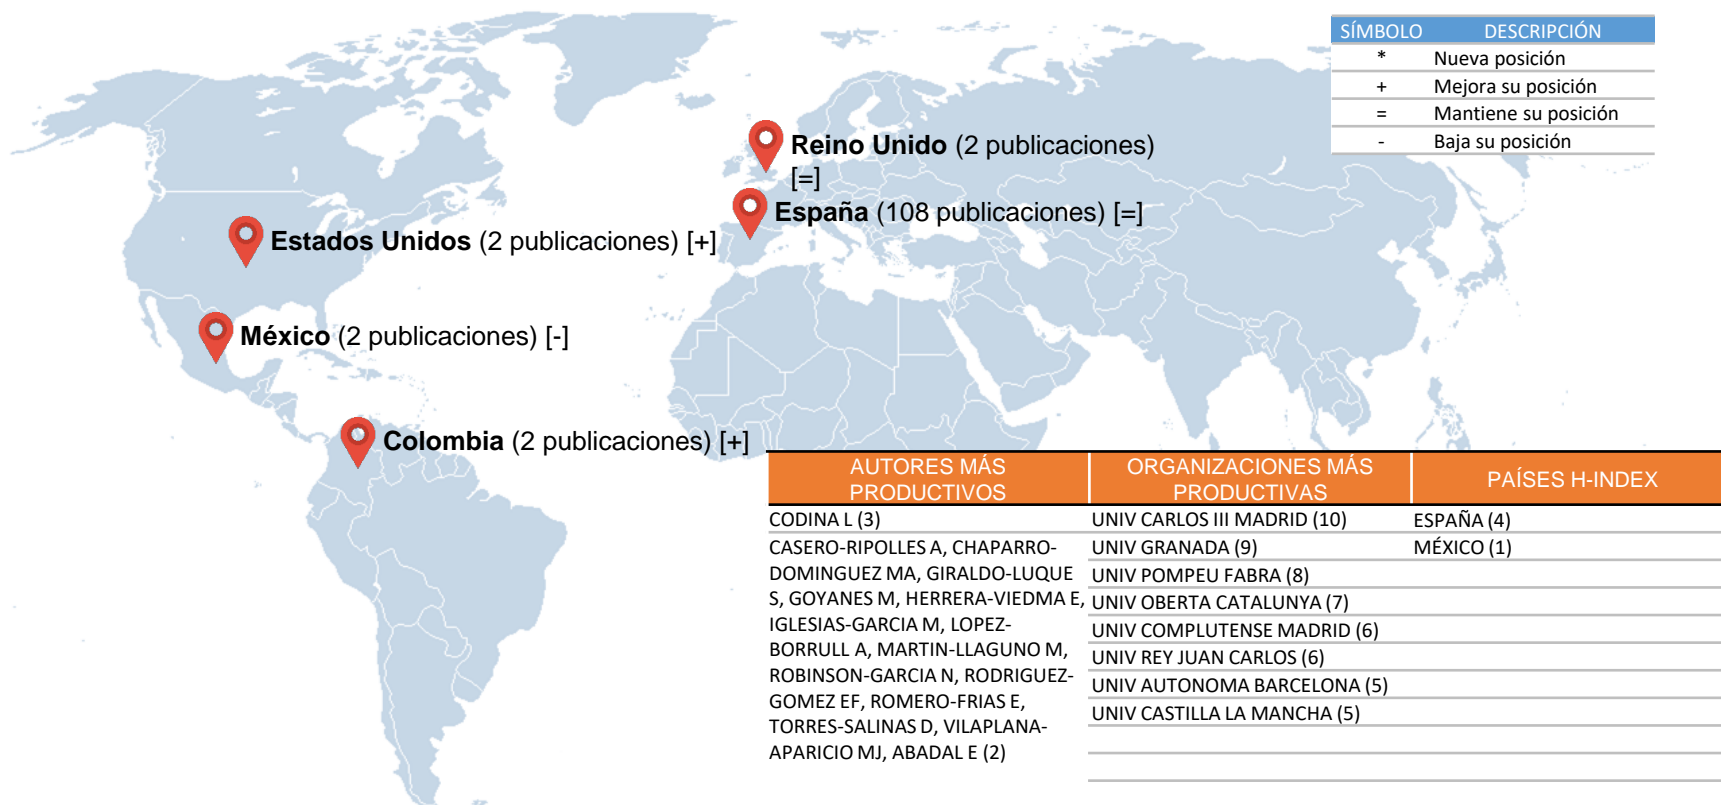 SÍMBOLO DESCRIPCIÓN
* Nueva posición
+ Mejora su posición
= Mantiene su posición
- Baja su posición
Reino Unido (2 publicaciones)
[=]
España (108 publicaciones) [=]
Estados Unidos (2 publicaciones) [+]
México (2 publicaciones) [-]
Colombia (2 publicaciones) [+]
AUTORES MÁS
PRODUCTIVOS
CODINA L (3)
CASERO-RIPOLLES A, CHAPARRO-
DOMINGUEZ MA, GIRALDO-LUQUE
S, GOYANES M, HERRERA-VIEDMA E,
IGLESIAS-GARCIA M, LOPEZ-
BORRULL A, MARTIN-LLAGUNO M,
ROBINSON-GARCIA N, RODRIGUEZ-
GOMEZ EF, ROMERO-FRIAS E,
TORRES-SALINAS D, VILAPLANA-
APARICIO MJ, ABADAL E (2)
ORGANIZACIONES MÁS
PRODUCTIVAS
UNIV CARLOS III MADRID (10)
UNIV GRANADA (9)
UNIV POMPEU FABRA (8)
UNIV OBERTA CATALUNYA (7)
UNIV COMPLUTENSE MADRID (6)
UNIV REY JUAN CARLOS (6)
UNIV AUTONOMA BARCELONA (5)
UNIV CASTILLA LA MANCHA (5)
PAÍSES H-INDEX
ESPAÑA (4)
MÉXICO (1)